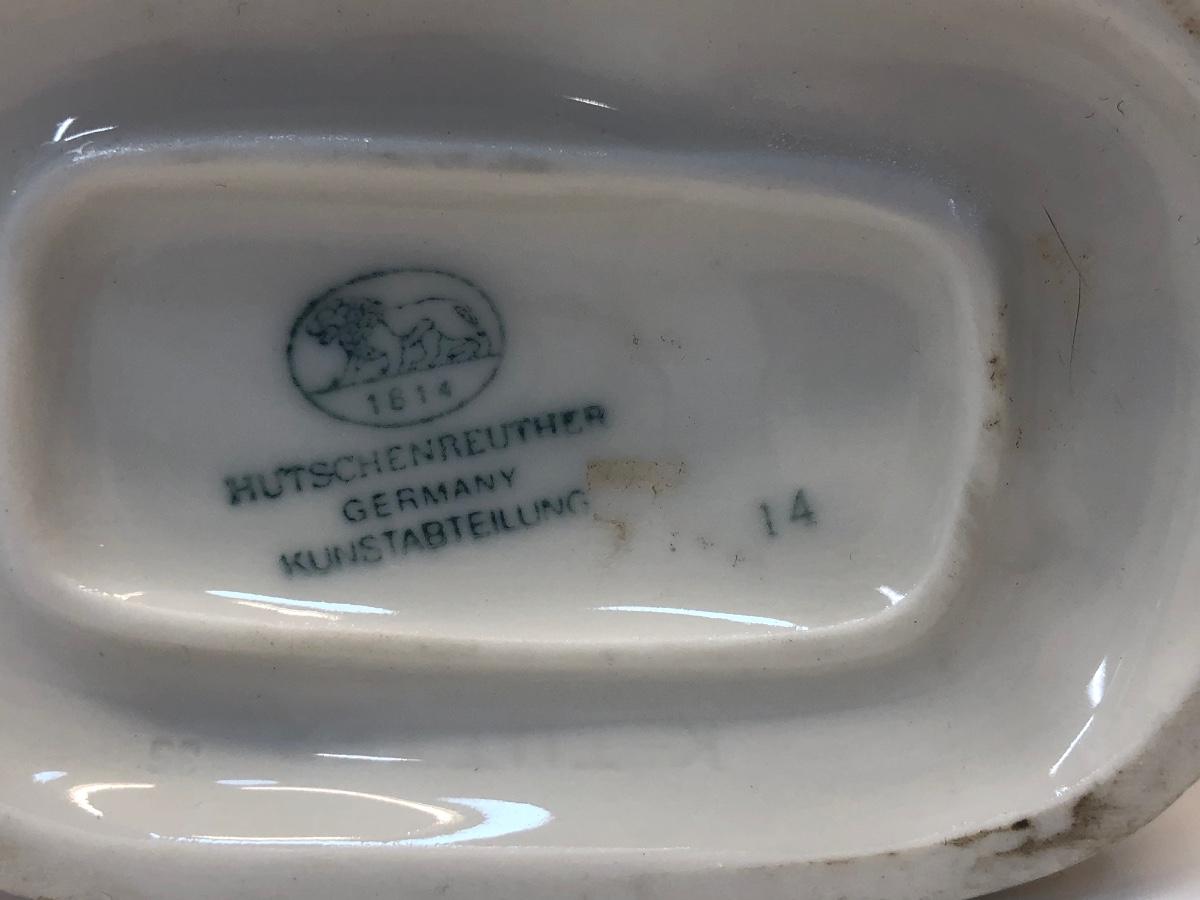 1814
HUTSCHENREUTHER
GERMANY
KUNSTABTEILUNG
14